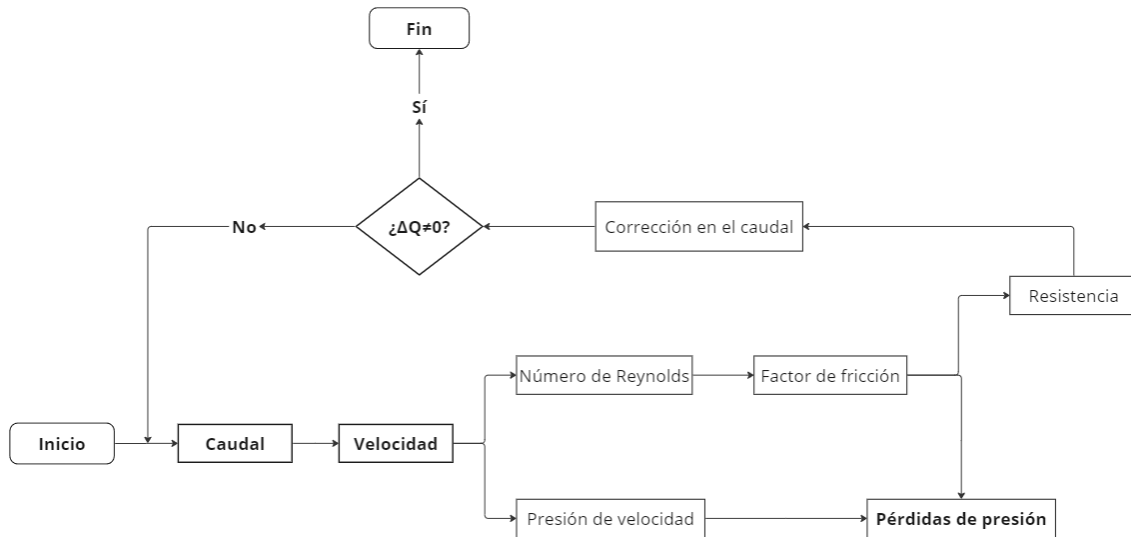 Fin
Sí
No
¿ΔQ≠0?
Corrección en el caudal
Resistencia
Número de Reynolds
Factor de fricción
Inicio
Caudal
Velocidad
Presión de velocidad
Pérdidas de presión